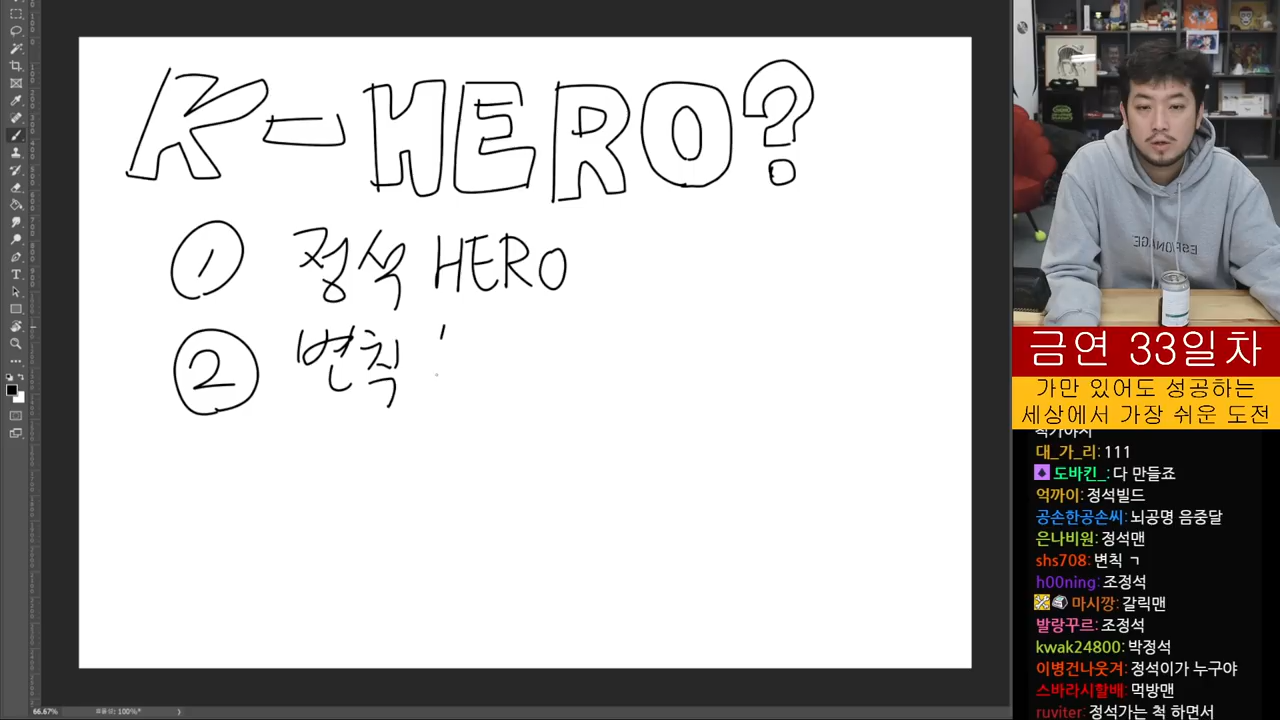 K-HERO?
① 정석 HERO
② 변칙 '
ESPIONAGE
금연 33일차
가만 있어도 성공하는
세상에서 가장 쉬운 도전
대_가_리: 111
도바킨_: 다 만들죠
억까이: 정석빌드
공손한공손씨: 뇌공명 음중달
은나비원: 정석맨
shs708: 변칙 ㄱ
h00ning: 조정석
마시깡: 갈릭맨
발랑꾸르: 조정석
kwak24800: 박정석
이병건나웃겨: 정석이가 누구야
스바라시할배: 먹방맨
ruviter: 정석가는 척 하면서
66.67%